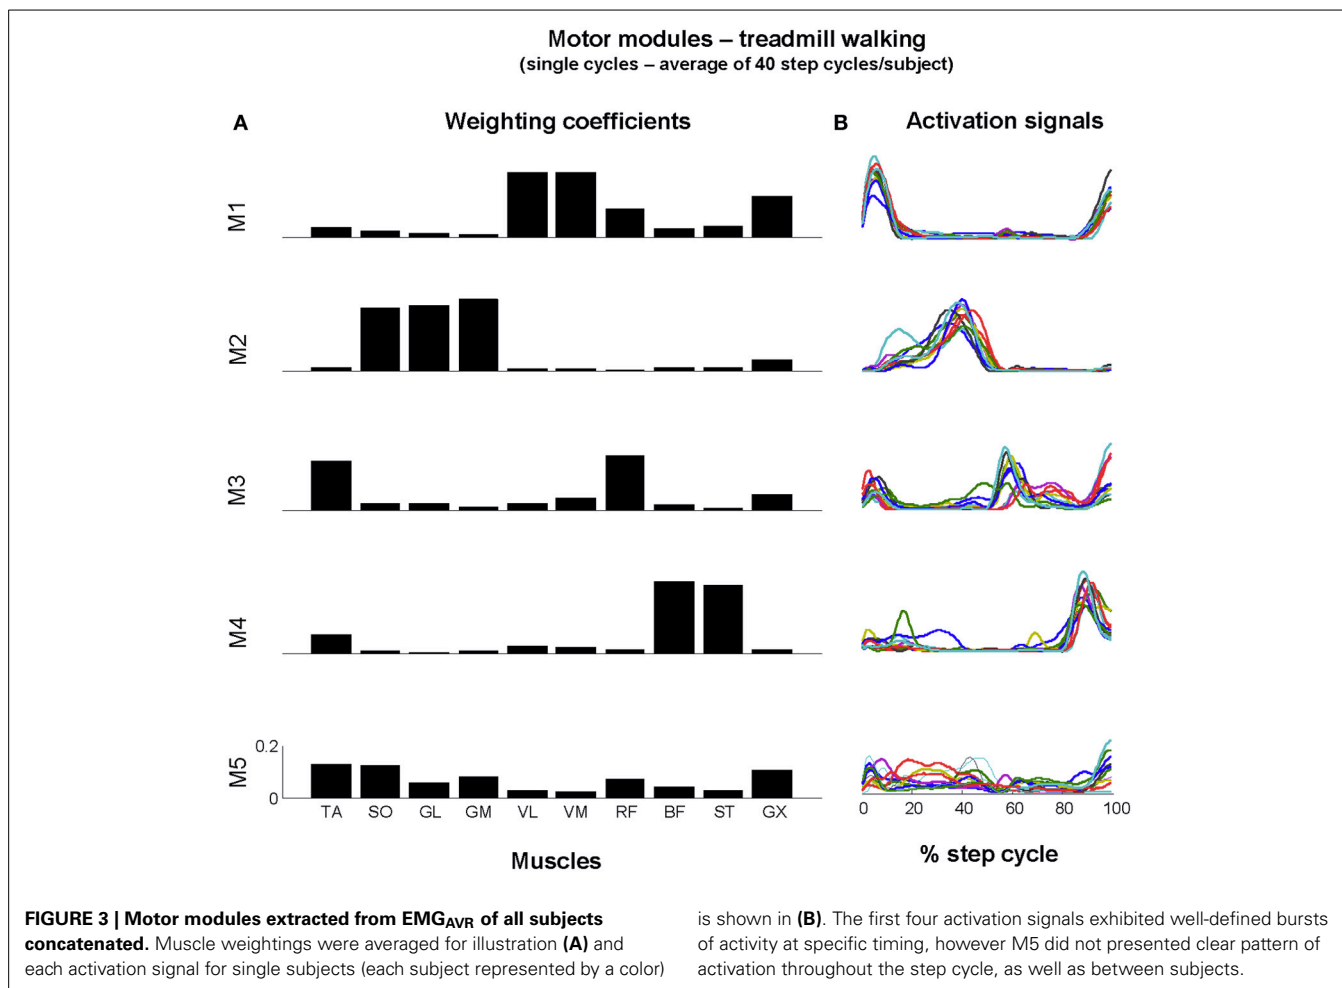 Motor modules – treadmill walking
(single cycles – average of 40 step cycles/subject)
A
Weighting coefficients
B
Activation signals
M1
M2
M3
M4
M5
0.2
0
TA SO GL GM VL VM RF BF ST GX
Muscles
0 20 40 60 80 100
% step cycle
FIGURE 3 | Motor modules extracted from EMGAVR of all subjects
concatenated. Muscle weightings were averaged for illustration (A) and
each activation signal for single subjects (each subject represented by a color)
is shown in (B). The first four activation signals exhibited well-defined bursts
of activity at specific timing, however M5 did not presented clear pattern of
activation throughout the step cycle, as well as between subjects.